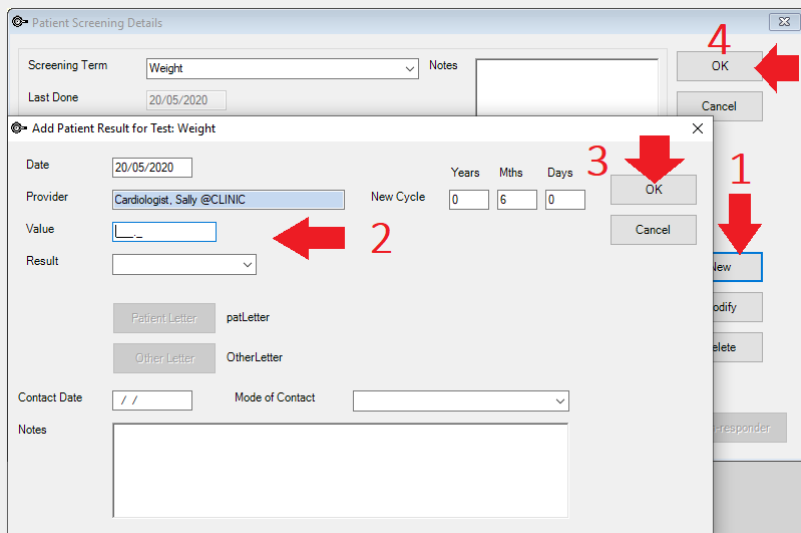 Patient Screening Details
4
Screening Term Weight Notes OK
Last Done 20/05/2020 Cancel
Add Patient Result for Test: Weight
Date 20/05/2020 Years Mths Days 3 1
Provider Cardiologist, Sally @CLINIC New Cycle 0 6 0 OK
Value __._ 2 Cancel
Result New
Patient Letter patLetter odify
Other Letter OtherLetter elete
Contact Date / / Mode of Contact
Notes -responder